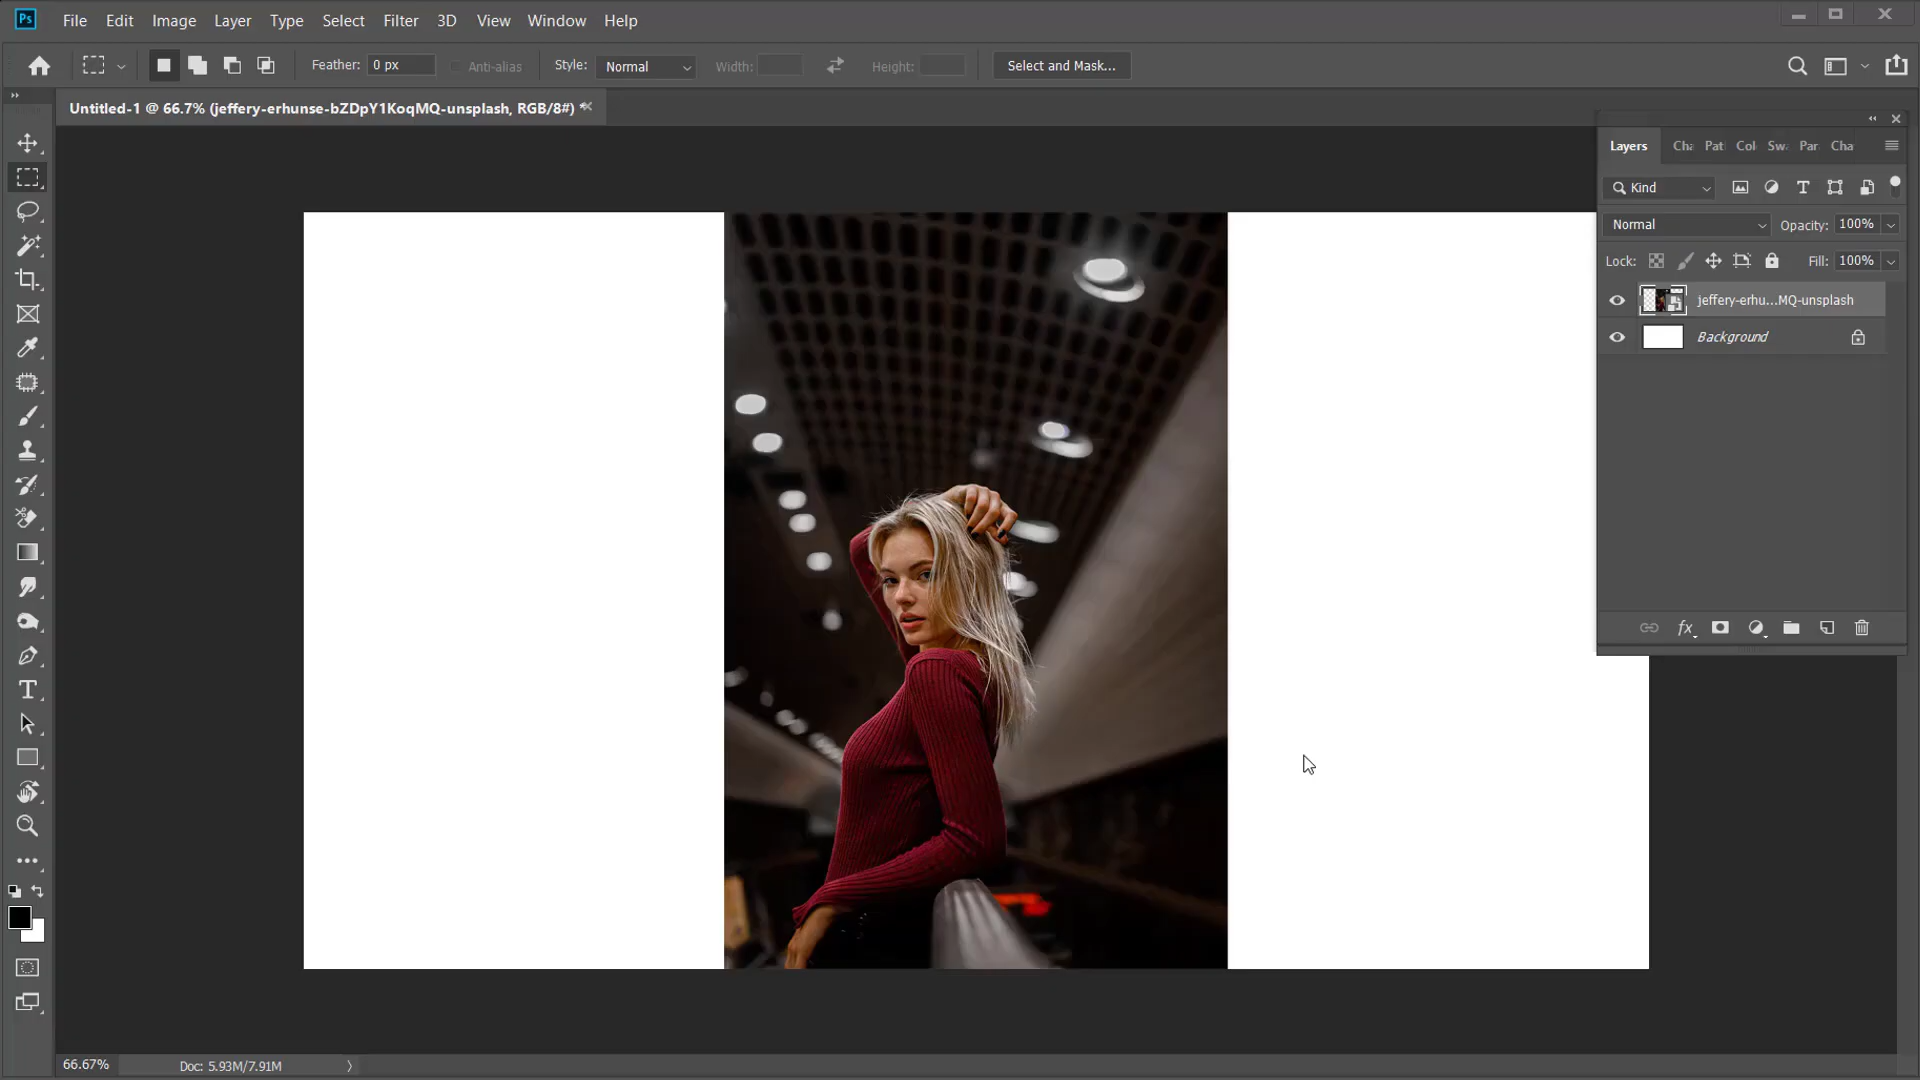 Ps File Edit Image Layer Type Select Filter 3D View Window Help
Feather: 0 px Anti-alias Style: Normal Width: Height: Select and Mask...
Untitled-1 @ 66.7% (jeffery-erhunse-bZDpY1KoqMQ-unsplash, RGB/8#) *
Layers Cha Pat Col Swa Par Cha
Kind
Normal Opacity: 100%
Lock: Fill: 100%
jeffery-erhu...MQ-unsplash
Background
66.67% Doc: 5.93M/7.91M